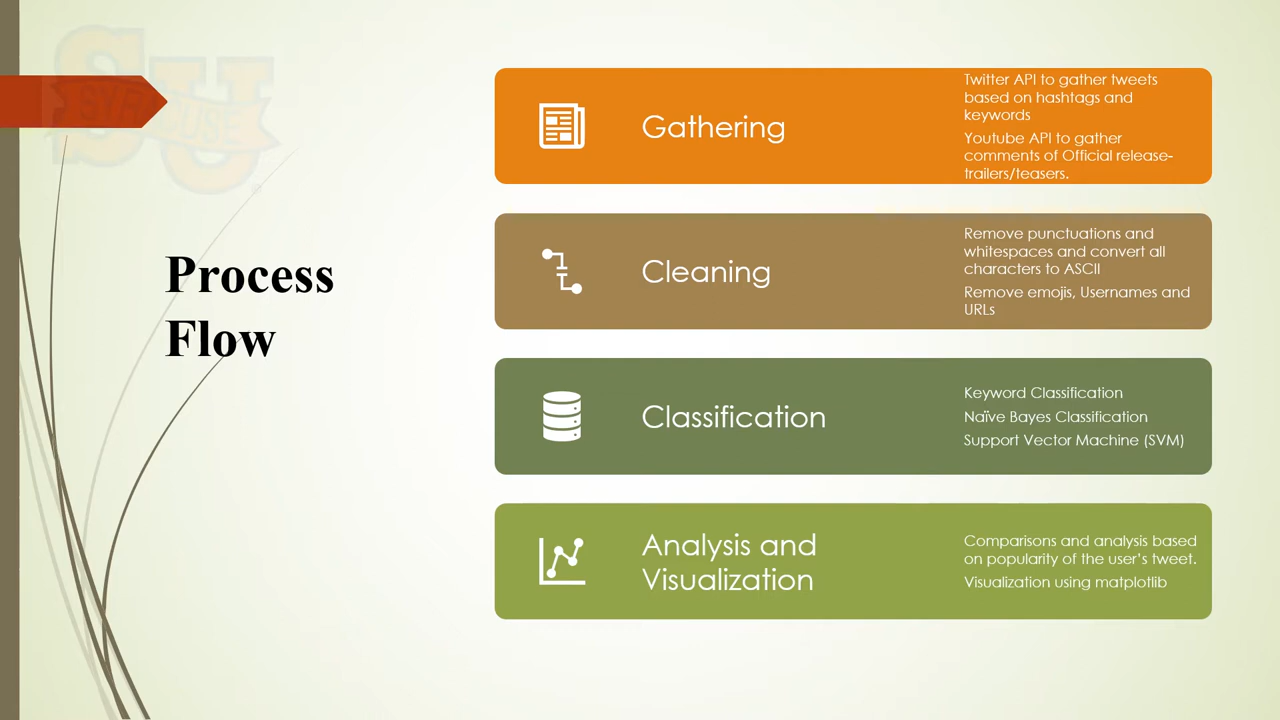 SU
SYRACUSE
Process
Flow
Gathering
Twitter API to gather tweets
based on hashtags and
keywords
Youtube API to gather
comments of Official release-
trailers/teasers.
Cleaning
Remove punctuations and
whitespaces and convert all
characters to ASCII
Remove emojis, Usernames and
URLs
Classification
Keyword Classification
Naïve Bayes Classification
Support Vector Machine (SVM)
Analysis and
Visualization
Comparisons and analysis based
on popularity of the user's tweet.
Visualization using matplotlib